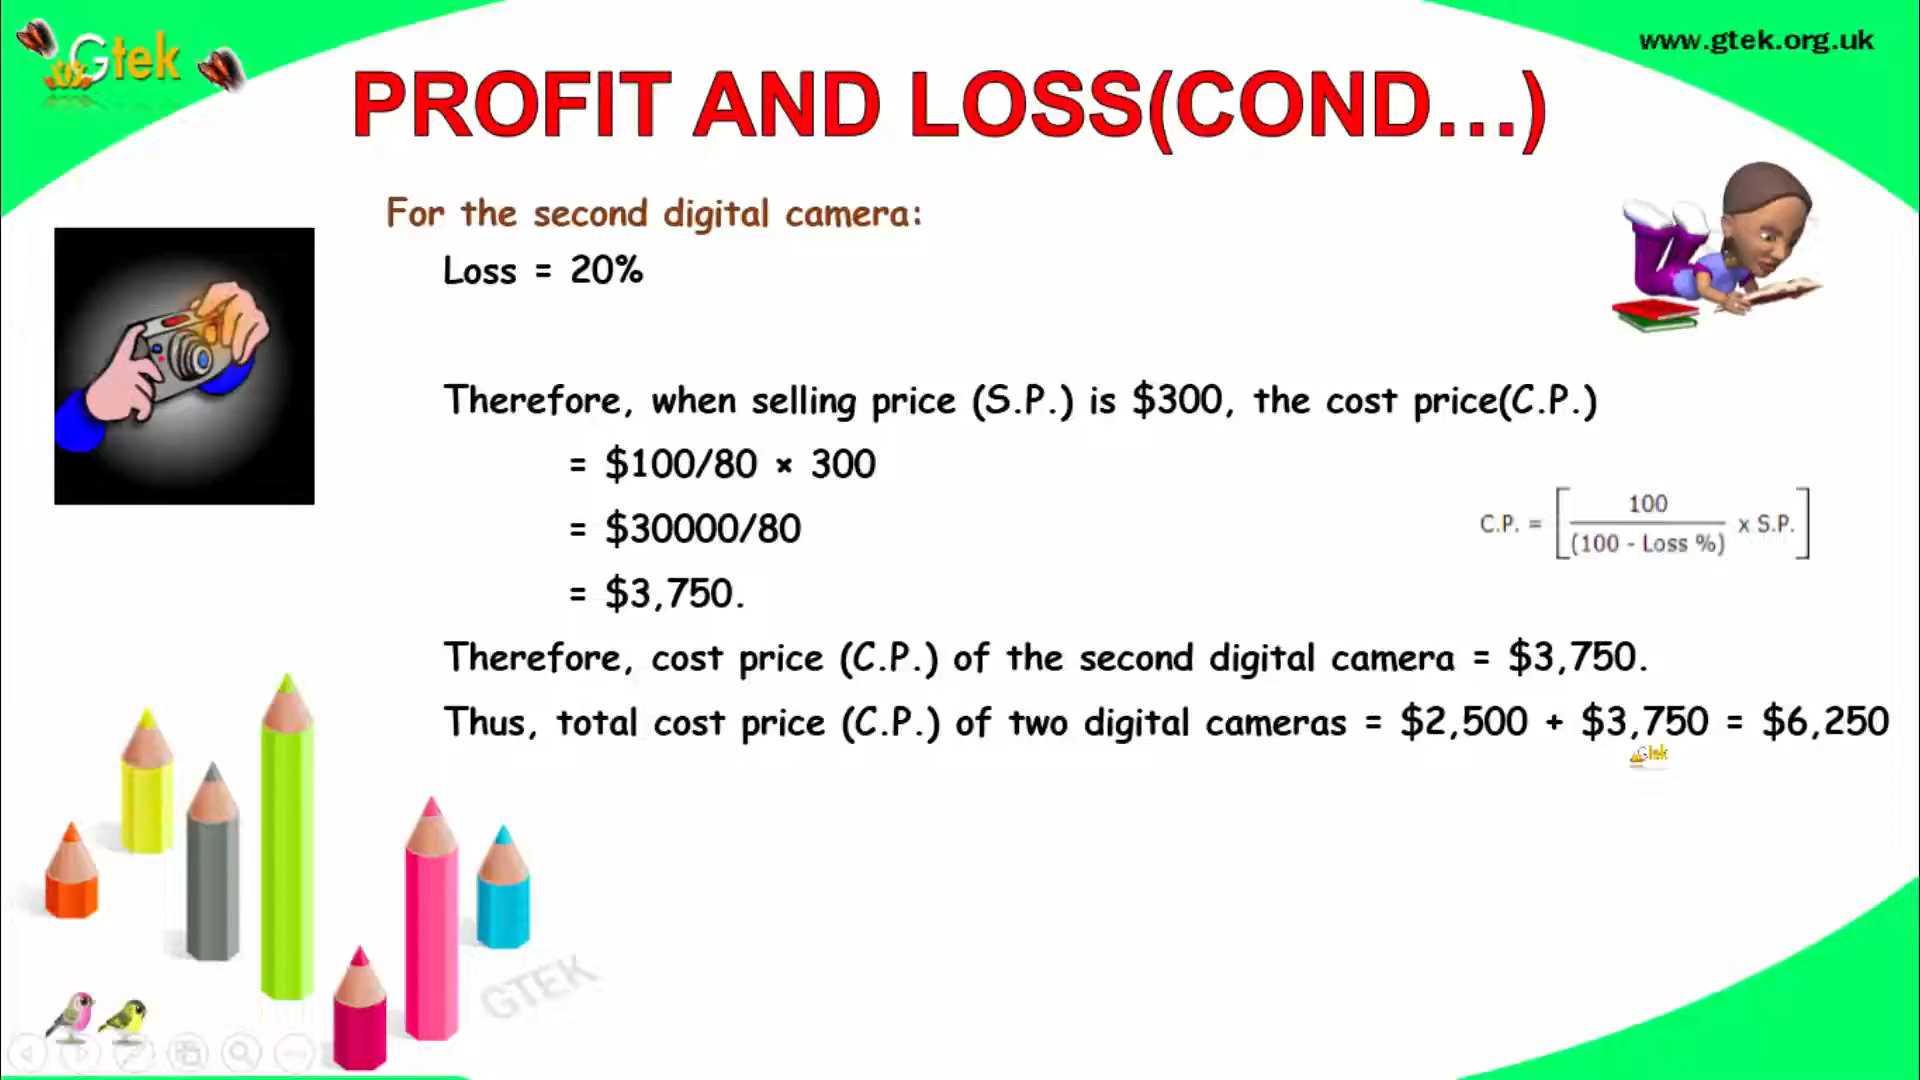 Gtek
www.gtek.org.uk
PROFIT AND LOSS(COND...)
For the second digital camera:
Loss = 20%
Therefore, when selling price (S.P.) is $300, the cost price(C.P.)
= $100/80 × 300
= $30000/80
= $3,750.
C.P. = [ 100 / (100 - Loss %) x S.P. ]
Therefore, cost price (C.P.) of the second digital camera = $3,750.
Thus, total cost price (C.P.) of two digital cameras = $2,500 + $3,750 = $6,250
Gtek
GTEK